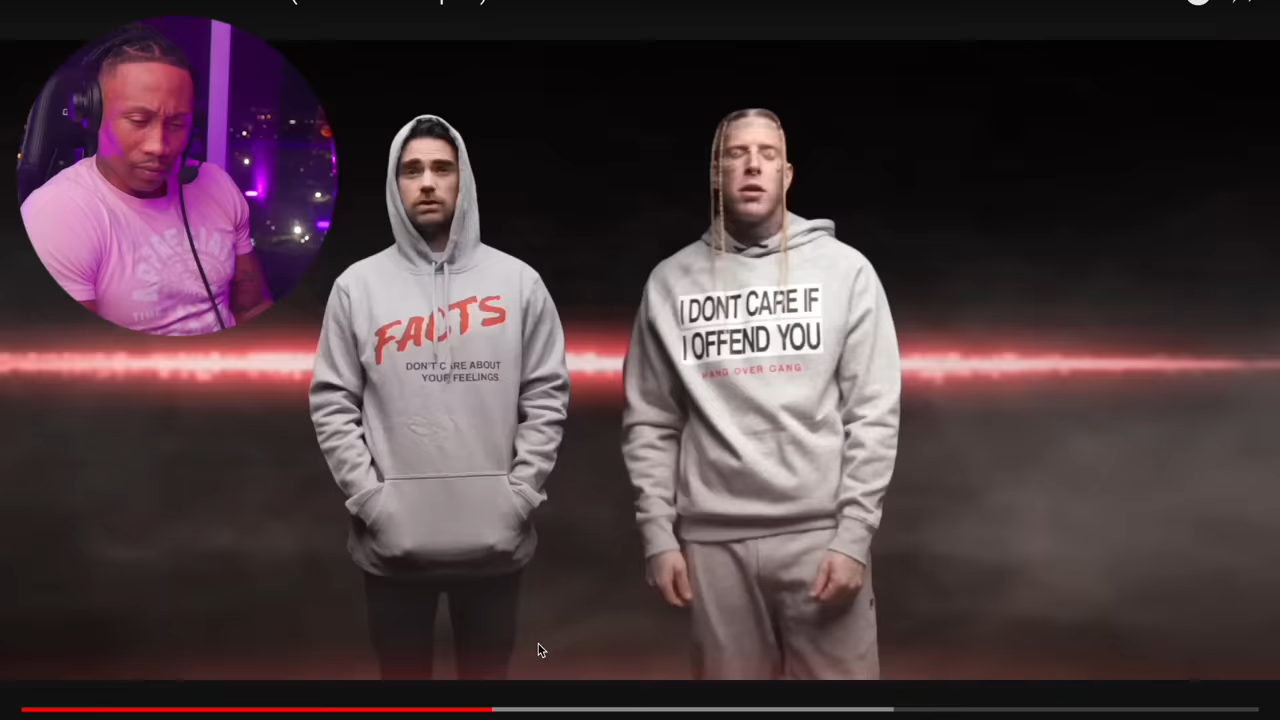 FACTS
DON'T CARE ABOUT
YOUR FEELINGS.
I DONT CARE IF
I OFFEND YOU
HANG OVER GANG